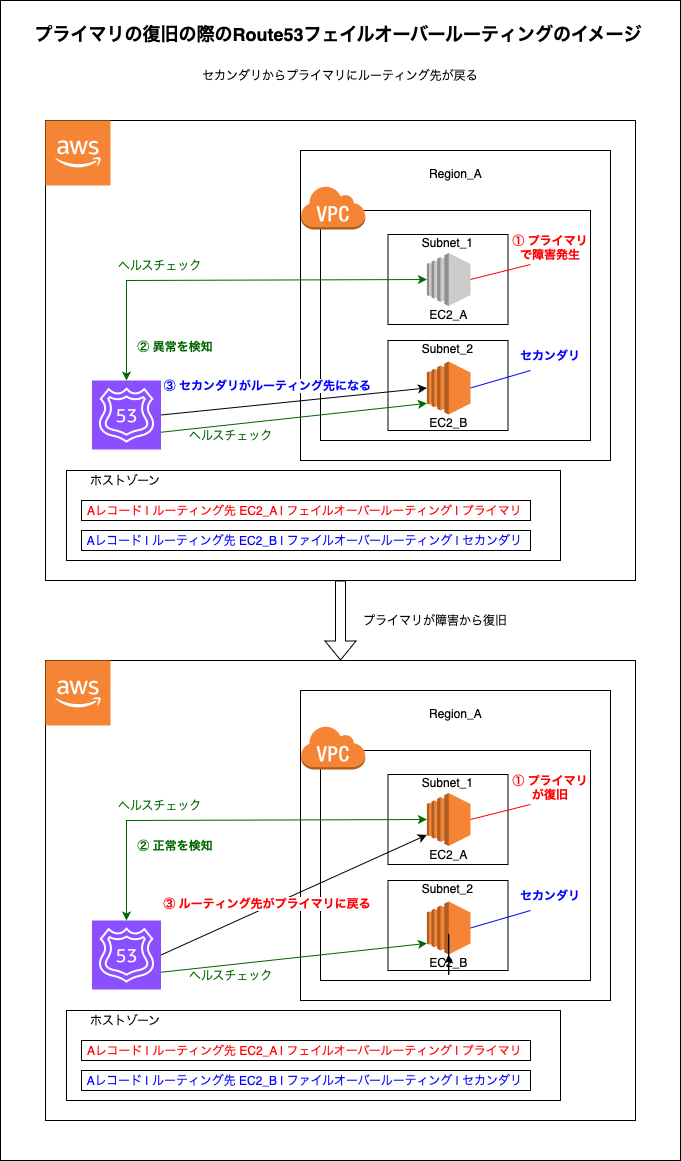 プライマリの復旧の際のRoute53フェイルオーバールーティングのイメージ
セカンダリからプライマリにルーティング先が戻る
aws
Region_A
VPC
Subnet_1
① プライマリ
で障害発生
ヘルスチェック
EC2_A
② 異常を検知
Subnet_2
セカンダリ
③ セカンダリがルーティング先になる
53
EC2_B
ヘルスチェック
ホストゾーン
Aレコード | ルーティング先 EC2_A | フェイルオーバールーティング | プライマリ
Aレコード | ルーティング先 EC2_B | ファイルオーバールーティング | セカンダリ
プライマリが障害から復旧
aws
Region_A
VPC
Subnet_1
① プライマリ
が復旧
ヘルスチェック
② 正常を検知
EC2_A
Subnet_2
セカンダリ
③ ルーティング先がプライマリに戻る
53
EC2_B
ヘルスチェック
ホストゾーン
Aレコード | ルーティング先 EC2_A | フェイルオーバールーティング | プライマリ
Aレコード | ルーティング先 EC2_B | ファイルオーバールーティング | セカンダリ